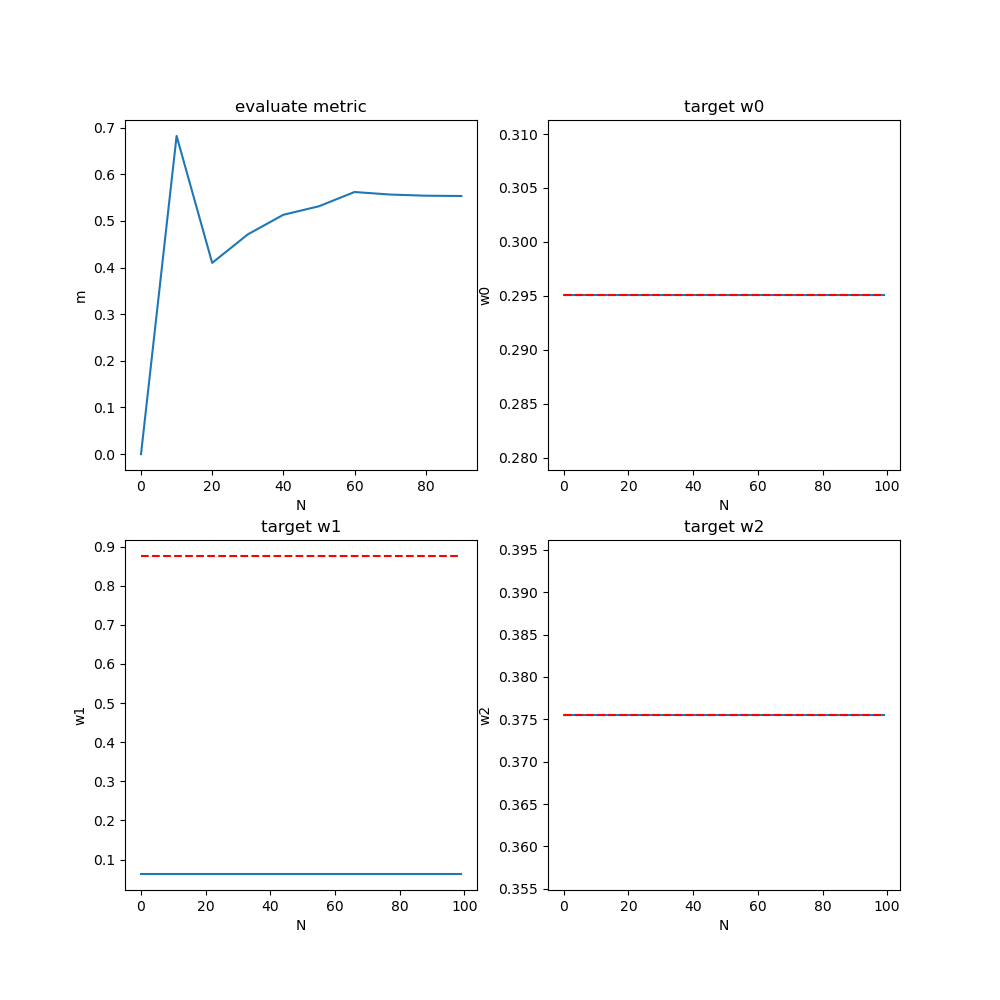 evaluate metric
0.7
0.6
0.5
0.4
0.3
0.2
0.1
0.0
m
0 20 40 60 80
N
target w0
0.310
0.305
0.300
0.295
0.290
0.285
0.280
w0
0 20 40 60 80 100
N
target w1
0.9
0.8
0.7
0.6
0.5
0.4
0.3
0.2
0.1
w1
0 20 40 60 80 100
N
target w2
0.395
0.390
0.385
0.380
0.375
0.370
0.365
0.360
0.355
w2
0 20 40 60 80 100
N